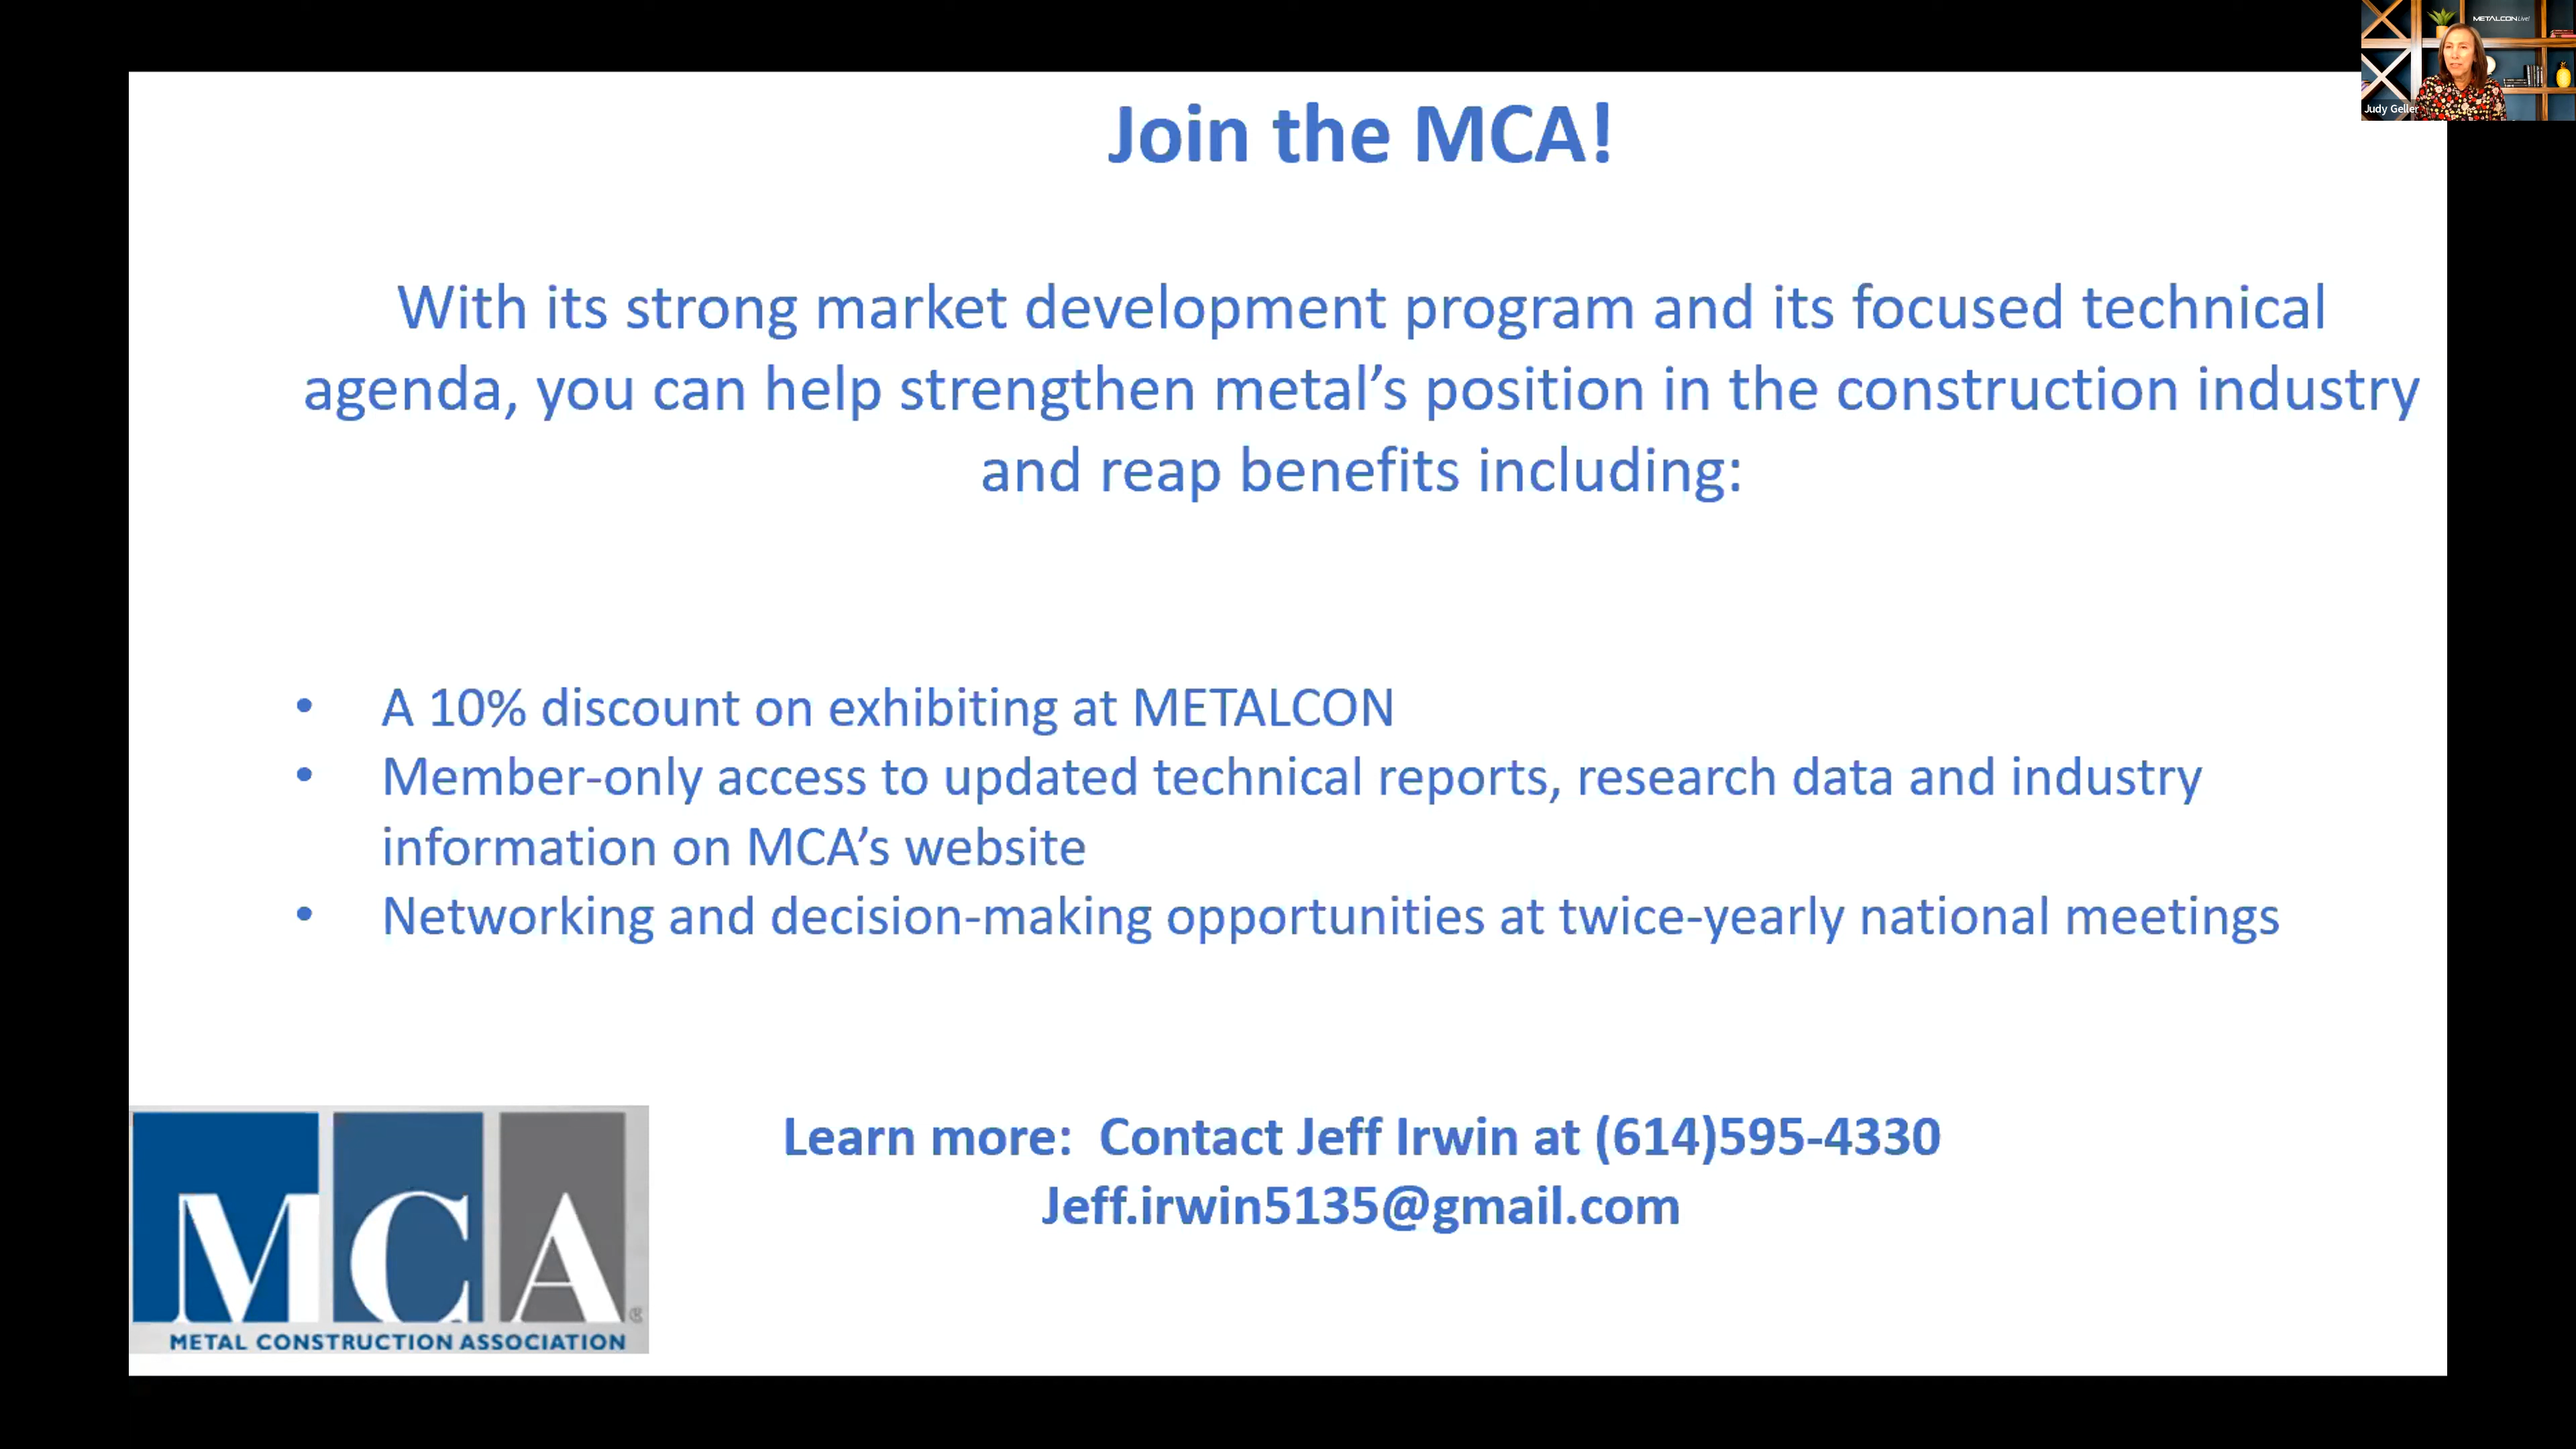 METALCON Live!
Judy Geller
Join the MCA!
With its strong market development program and its focused technical
agenda, you can help strengthen metal’s position in the construction industry
and reap benefits including:
• A 10% discount on exhibiting at METALCON
• Member-only access to updated technical reports, research data and industry
information on MCA’s website
• Networking and decision-making opportunities at twice-yearly national meetings
Learn more:  Contact Jeff Irwin at (614)595-4330
Jeff.irwin5135@gmail.com
MCA®
METAL CONSTRUCTION ASSOCIATION